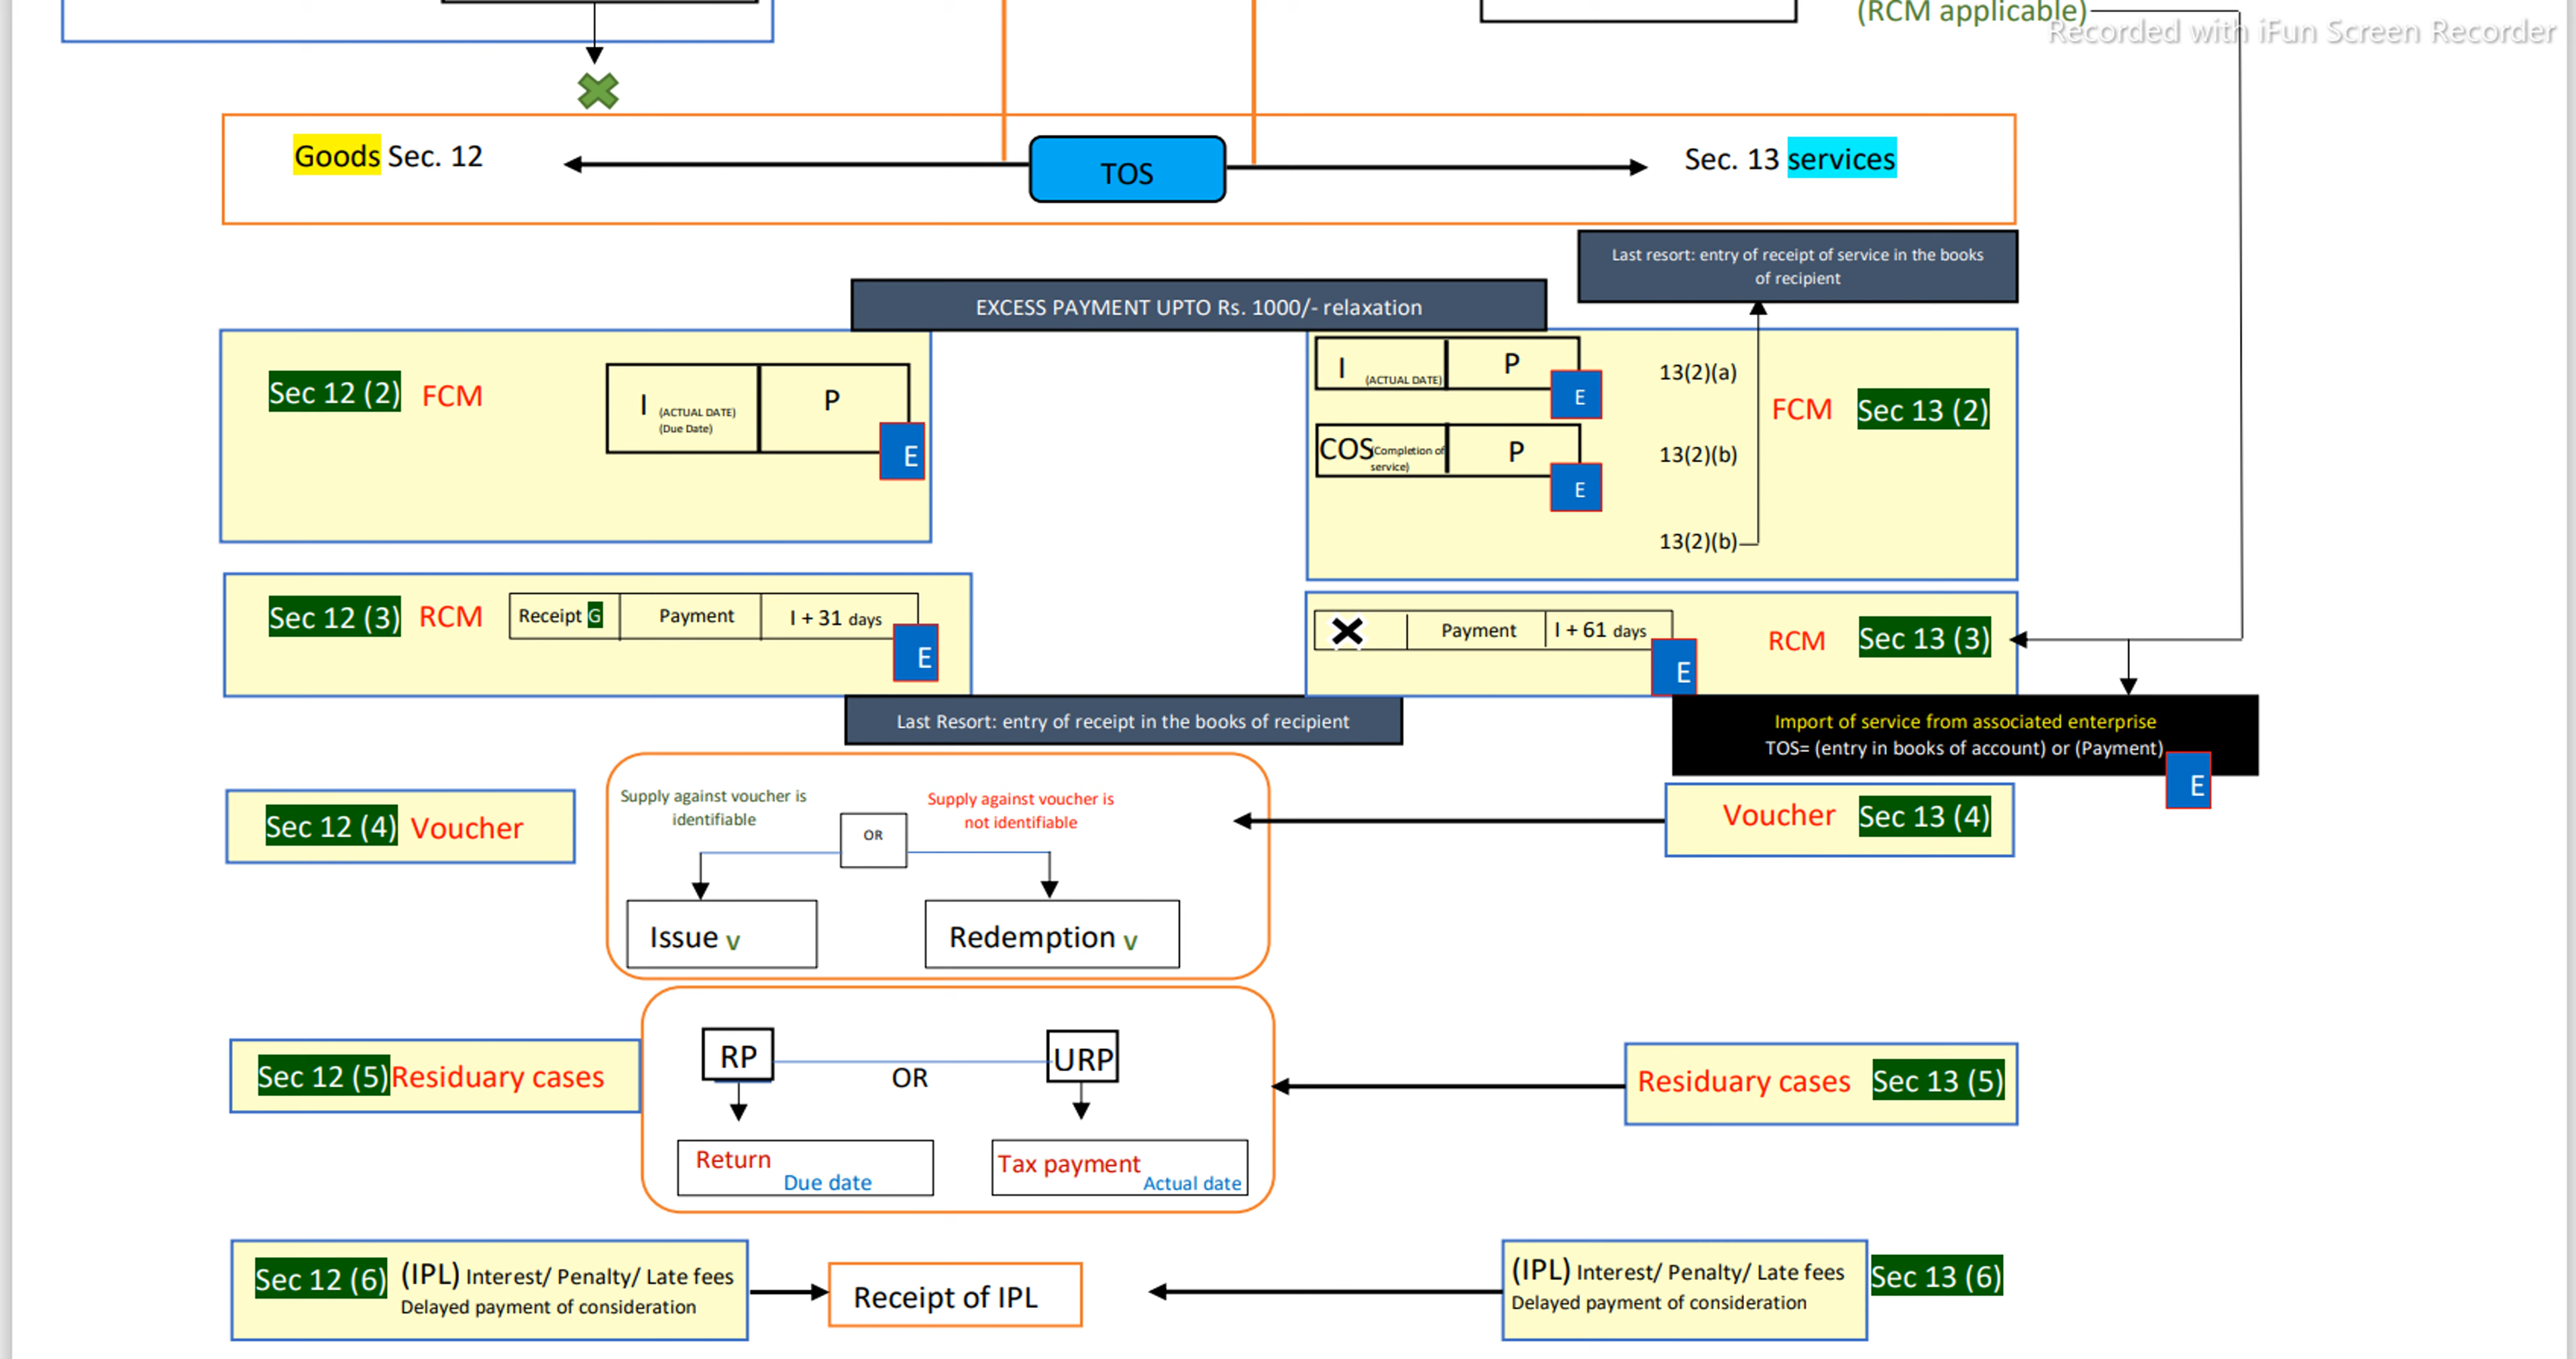 (RCM applicable)
Recorded with iFun Screen Recorder
Goods Sec. 12
TOS
Sec. 13 services
Last resort: entry of receipt of service in the books
of recipient
EXCESS PAYMENT UPTO Rs. 1000/- relaxation
Sec 12 (2) FCM
I (ACTUAL DATE)
(Due Date)
P
E
I (ACTUAL DATE)
P
E
13(2)(a)
COS(Completion of
service)
P
E
13(2)(b)
13(2)(b)
FCM Sec 13 (2)
Sec 12 (3) RCM
Receipt G
Payment
I + 31 days
E
Payment
I + 61 days
E
RCM Sec 13 (3)
Last Resort: entry of receipt in the books of recipient
Import of service from associated enterprise
TOS= (entry in books of account) or (Payment)
E
Sec 12 (4) Voucher
Supply against voucher is
identifiable
OR
Supply against voucher is
not identifiable
Issue v
Redemption v
Voucher Sec 13 (4)
Sec 12 (5) Residuary cases
RP
OR
URP
Return
Due date
Tax payment
Actual date
Residuary cases Sec 13 (5)
Sec 12 (6) (IPL) Interest/ Penalty/ Late fees
Delayed payment of consideration
Receipt of IPL
(IPL) Interest/ Penalty/ Late fees
Delayed payment of consideration
Sec 13 (6)